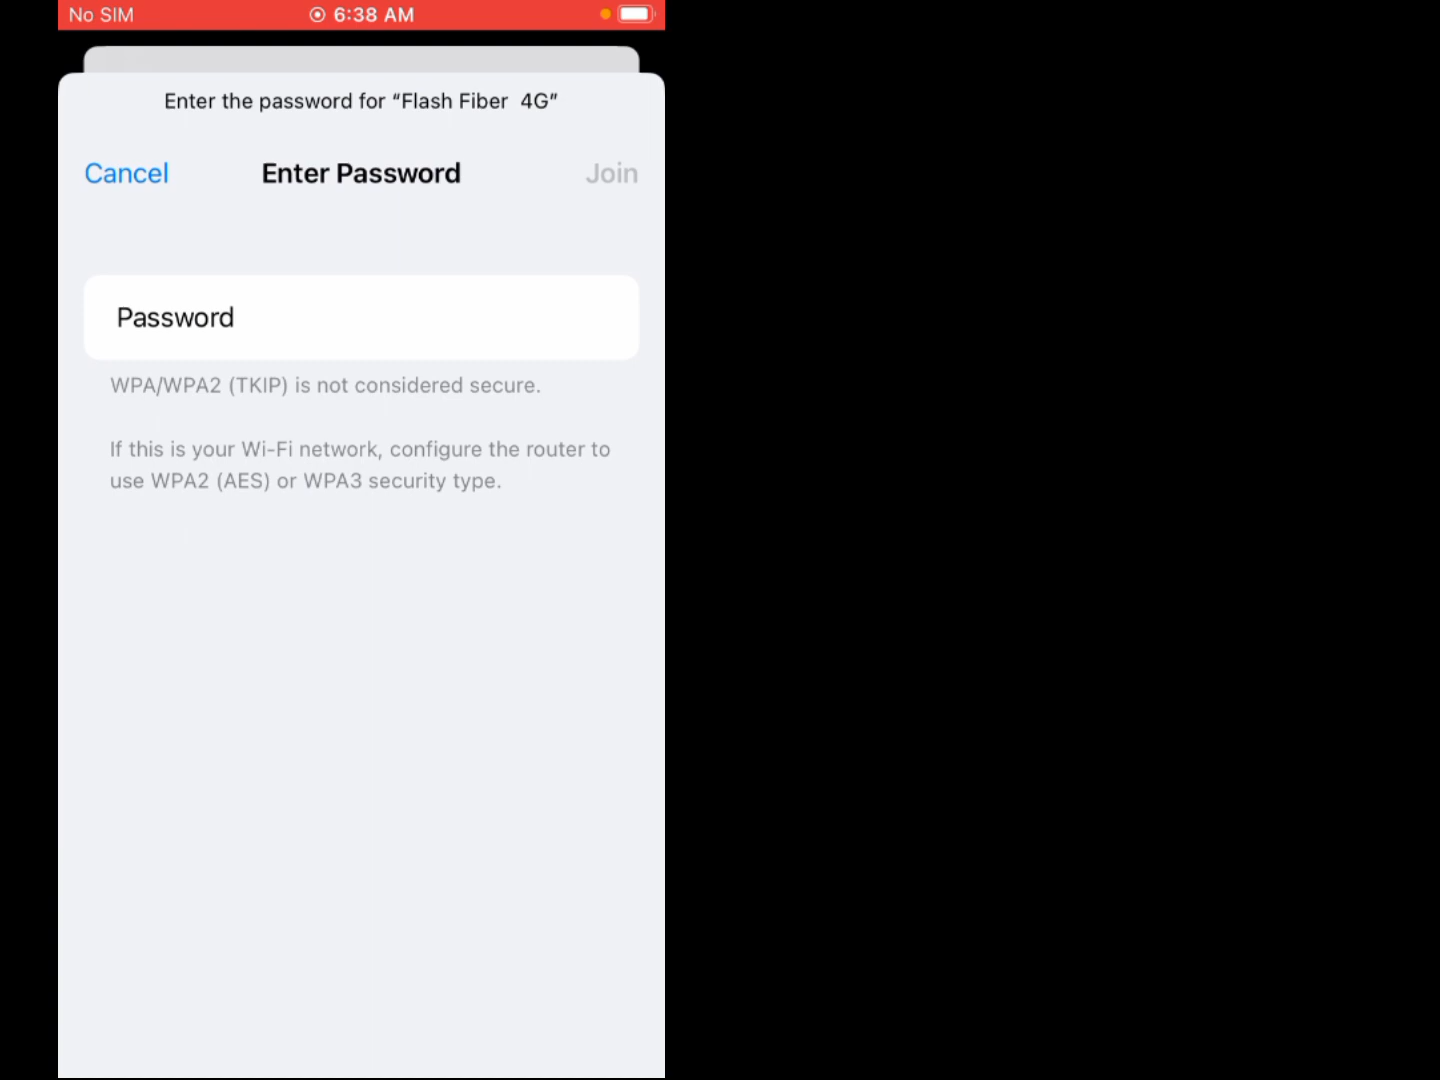 No SIM 6:38 AM
Enter the password for “Flash Fiber  4G”
Cancel Enter Password Join
Password
WPA/WPA2 (TKIP) is not considered secure.
If this is your Wi-Fi network, configure the router to
use WPA2 (AES) or WPA3 security type.